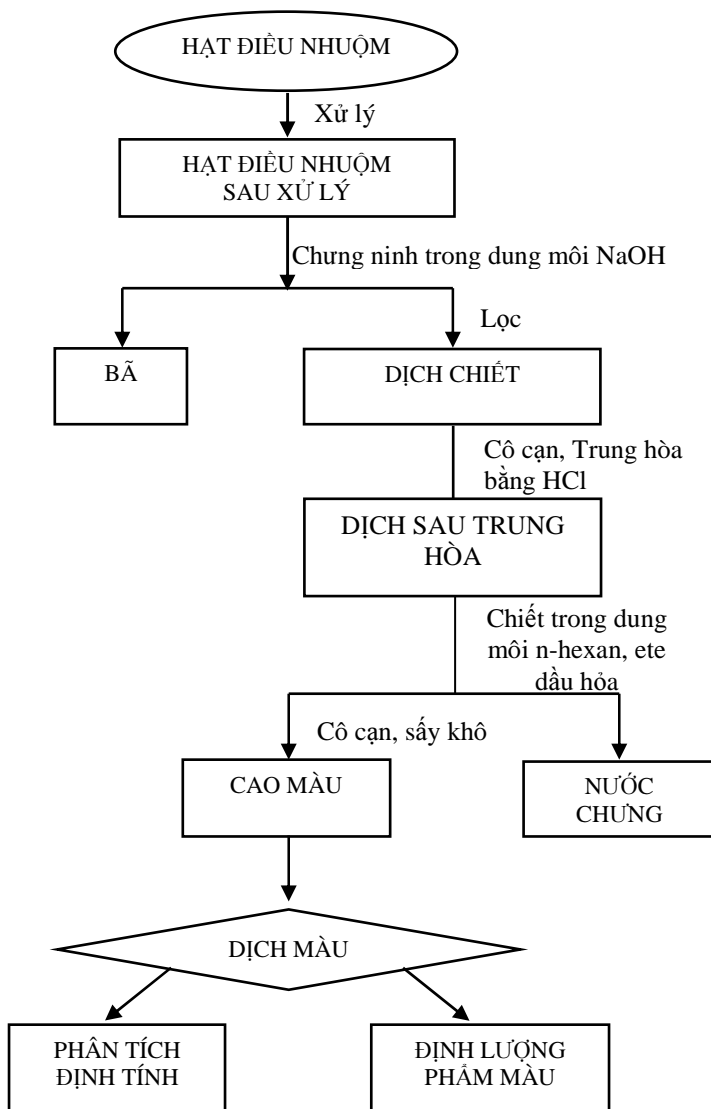 HẠT ĐIỀU NHUỘM
Xử lý
HẠT ĐIỀU NHUỘM
SAU XỬ LÝ
Chưng ninh trong dung môi NaOH
Lọc
BÃ
DỊCH CHIẾT
Cô cạn, Trung hòa
bằng HCl
DỊCH SAU TRUNG
HÒA
Chiết trong dung
môi n-hexan, ete
dầu hỏa
Cô cạn, sấy khô
CAO MÀU
NƯỚC
CHƯNG
DỊCH MÀU
PHÂN TÍCH
ĐỊNH TÍNH
ĐỊNH LƯỢNG
PHẨM MÀU